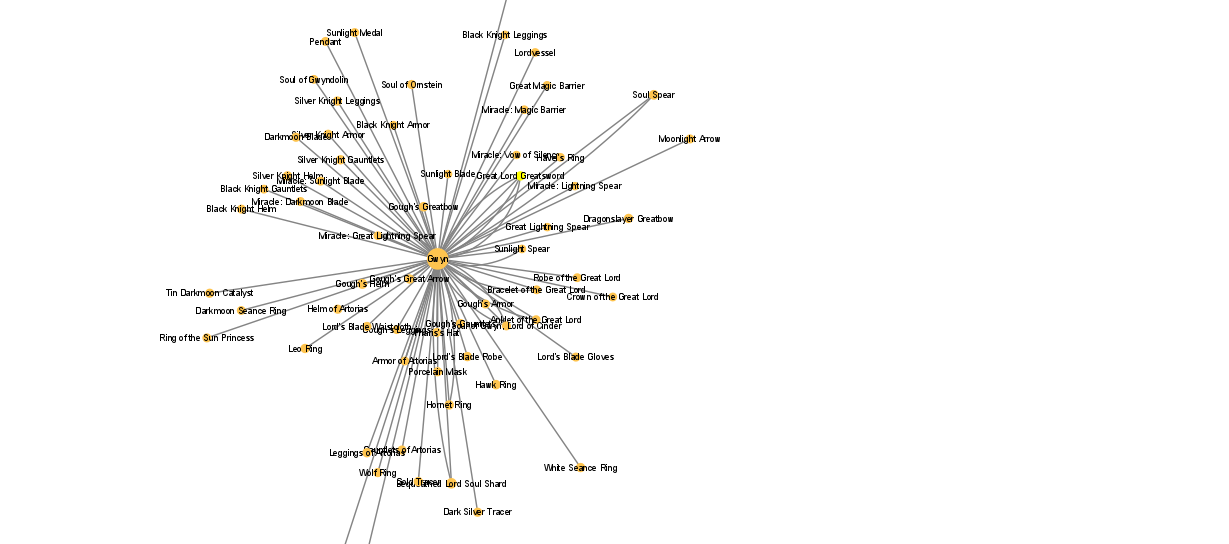 Sunlight Medal
Black Knight Leggings
Pendant
Lordvessel
Soul of Gwyndolin
Soul of Ornstein
Great Magic Barrier
Soul Spear
Silver Knight Leggings
Miracle: Magic Barrier
Black Knight Armor
Silver Knight Armor
Darkmoon Blade
Moonlight Arrow
Miracle: Vow of Silence
Havel's Ring
Silver Knight Gauntlets
Sunlight Blade
Great Lord Greatsword
Silver Knight Helm
Miracle: Sunlight Blade
Miracle: Lightning Spear
Black Knight Gauntlets
Miracle: Darkmoon Blade
Gough's Greatbow
Black Knight Helm
Dragonslayer Greatbow
Great Lightning Spear
Miracle: Great Lightning Spear
Sunlight Spear
Gwyn
Gough's Great Arrow
Robe of the Great Lord
Gough's Helm
Bracelet of the Great Lord
Tin Darkmoon Catalyst
Crown of the Great Lord
Gough's Armor
Helm of Artorias
Darkmoon Seance Ring
Anklet of the Great Lord
Gough's Gauntlets
Soul of Gwyn, Lord of Cinder
Lord's Blade Waistcloth
Gough's Leggings
Ring of the Sun Princess
Leo Ring
Lord's Blade Robe
Lord's Blade Gloves
Armor of Artorias
Porcelain Mask
Hawk Ring
Hornet Ring
Gauntlets of Artorias
Leggings of Artorias
White Seance Ring
Wolf Ring
Gold Tracer
Bequeathed Lord Soul Shard
Dark Silver Tracer